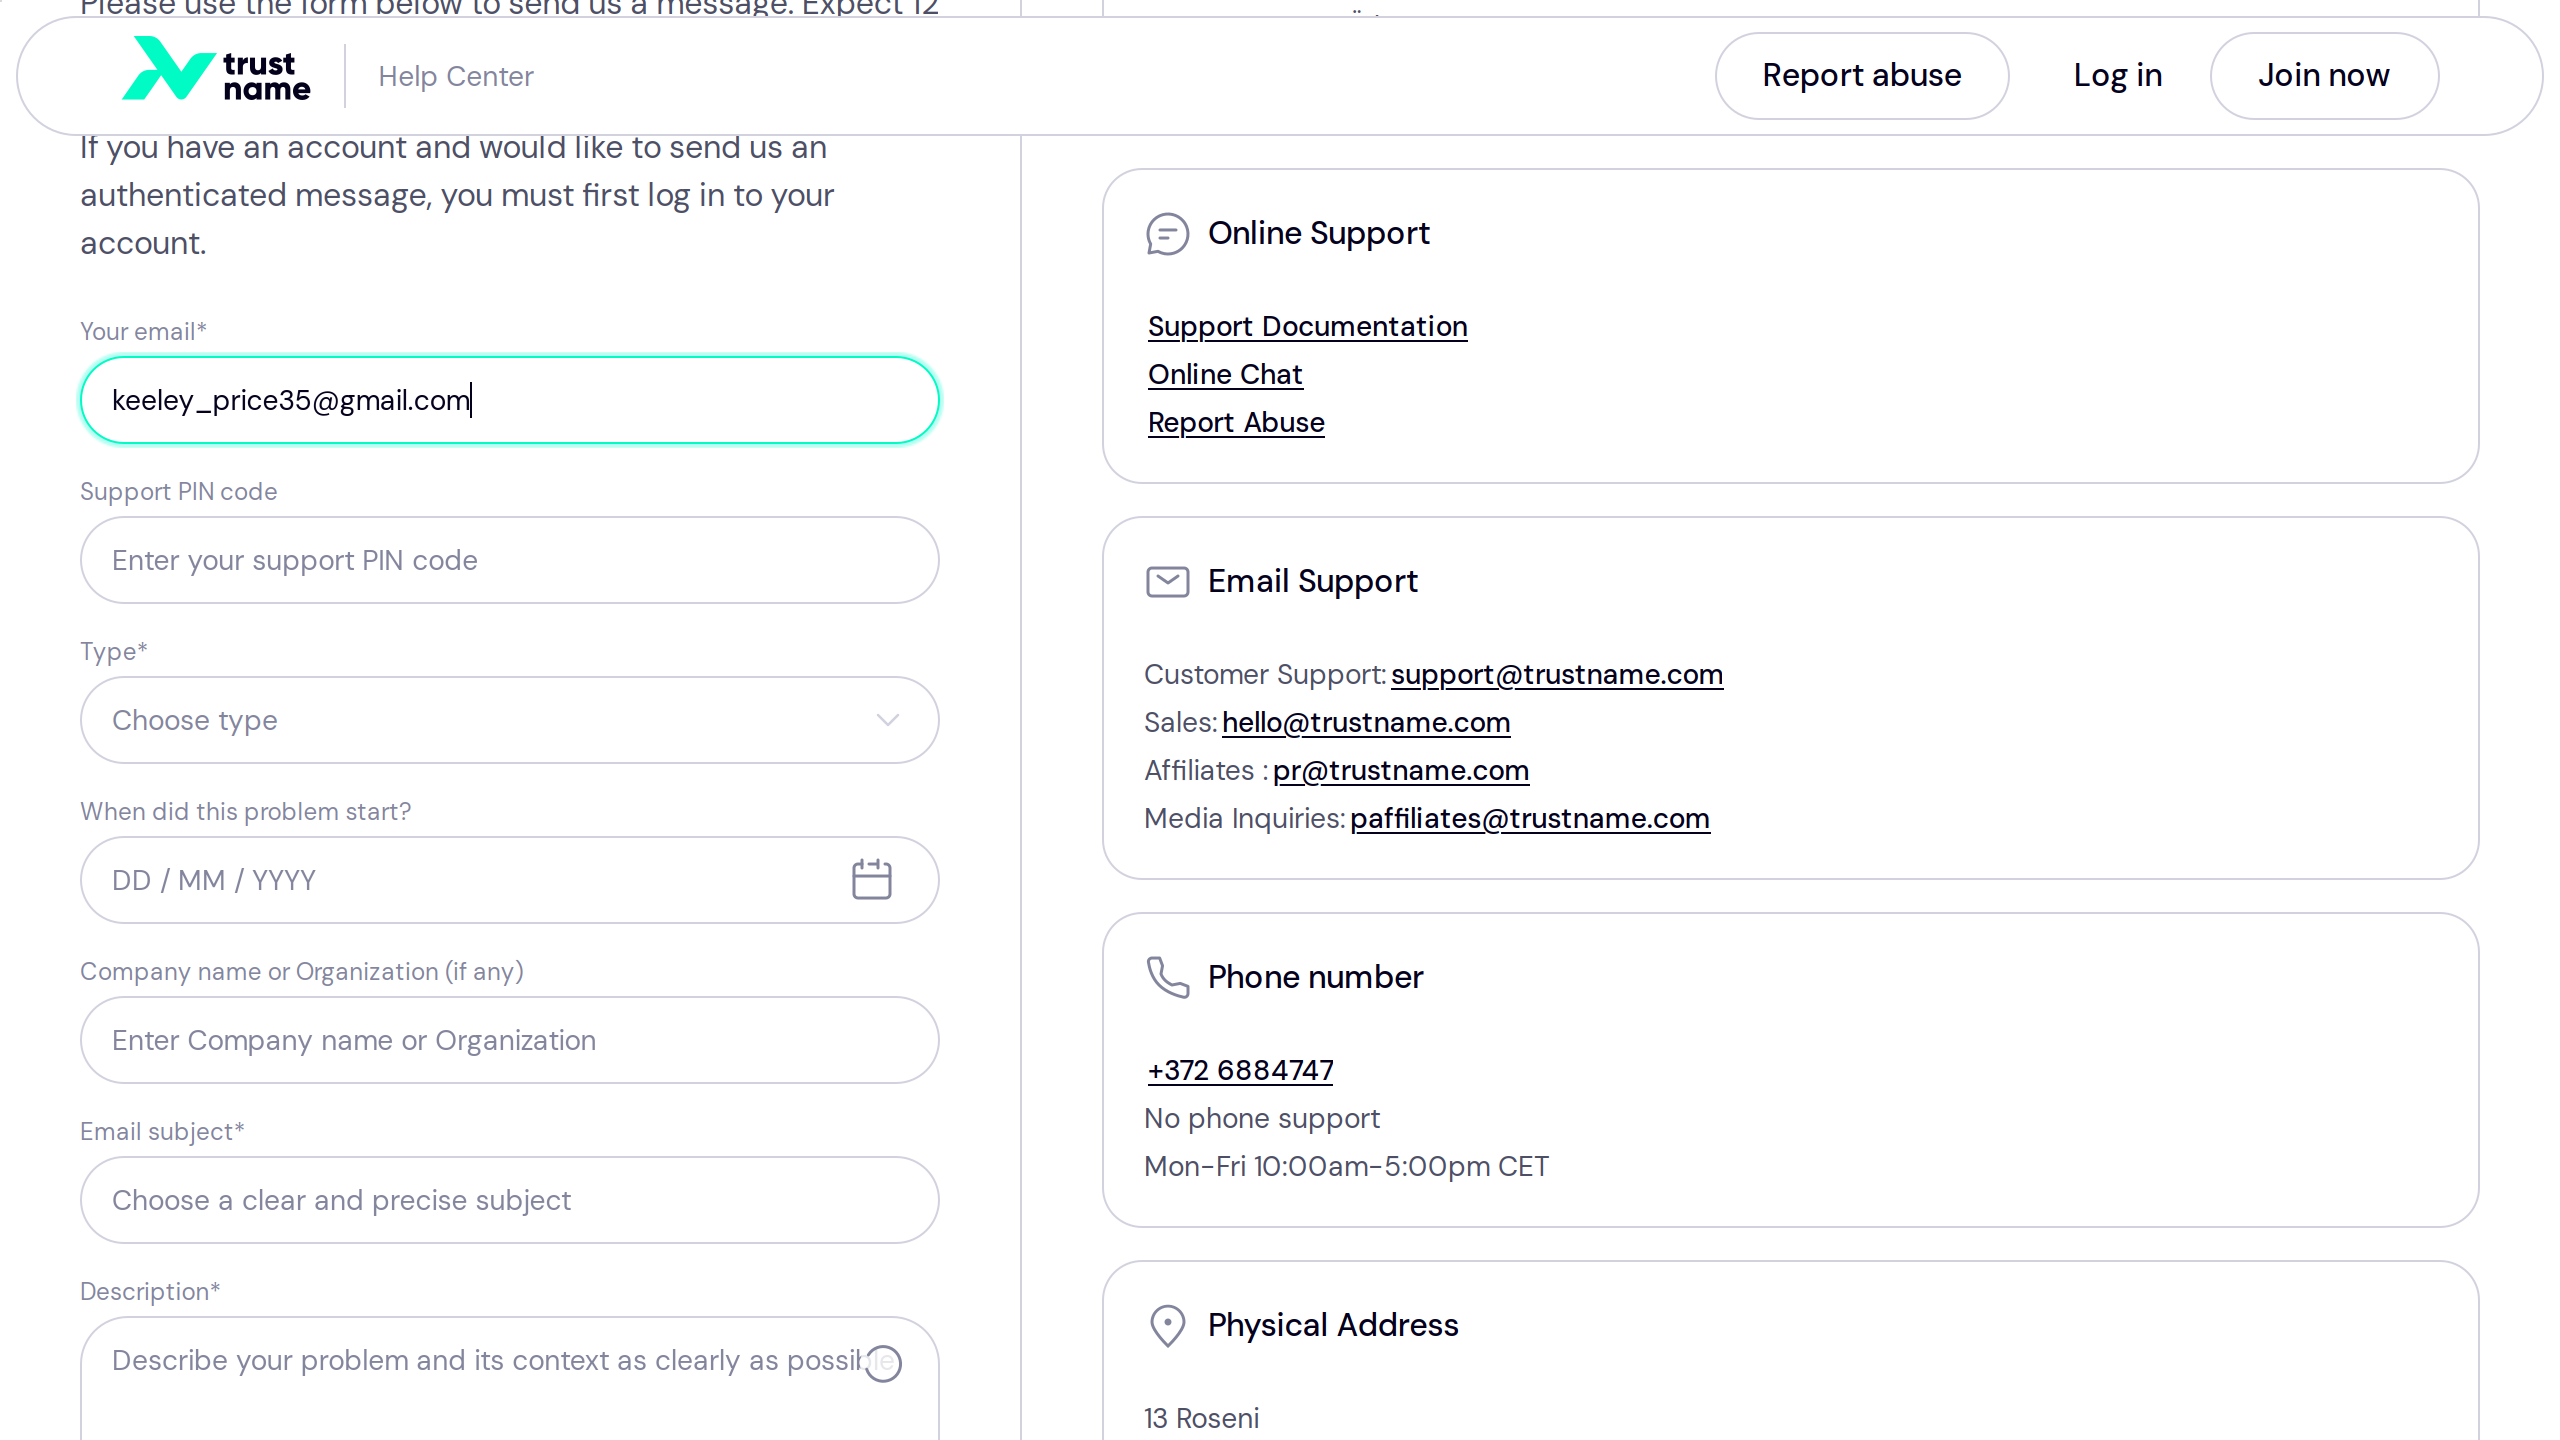 Please use the form below to send us a message. Expect 12
trust
name
Help Center
Report abuse
Log in
Join now
If you have an account and would like to send us an
authenticated message, you must first log in to your
account.
Your email*
keeley_price35@gmail.com
Support PIN code
Enter your support PIN code
Type*
Choose type
When did this problem start?
DD / MM / YYYY
Company name or Organization (if any)
Enter Company name or Organization
Email subject*
Choose a clear and precise subject
Description*
Describe your problem and its context as clearly as possible
Online Support
Support Documentation
Online Chat
Report Abuse
Email Support
Customer Support: support@trustname.com
Sales: hello@trustname.com
Affiliates : pr@trustname.com
Media Inquiries: paffiliates@trustname.com
Phone number
+372 6884747
No phone support
Mon-Fri 10:00am-5:00pm CET
Physical Address
13 Roseni